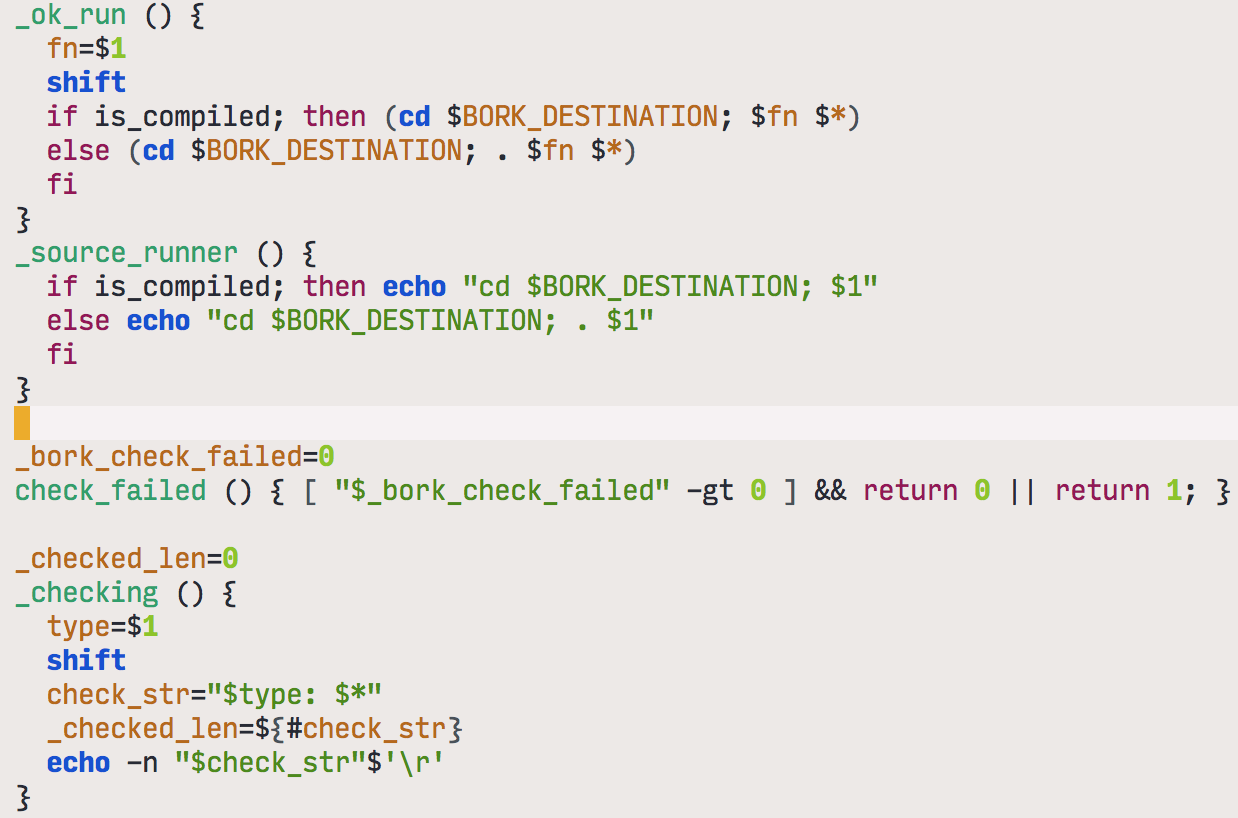 _ok_run () {
  fn=$1
  shift
  if is_compiled; then (cd $BORK_DESTINATION; $fn $*)
  else (cd $BORK_DESTINATION; . $fn $*)
  fi
}
_source_runner () {
  if is_compiled; then echo "cd $BORK_DESTINATION; $1"
  else echo "cd $BORK_DESTINATION; . $1"
  fi
}

_bork_check_failed=0
check_failed () { [ "$_bork_check_failed" -gt 0 ] && return 0 || return 1; }

_checked_len=0
_checking () {
  type=$1
  shift
  check_str="$type: $*"
  _checked_len=${#check_str}
  echo -n "$check_str"$'\r'
}